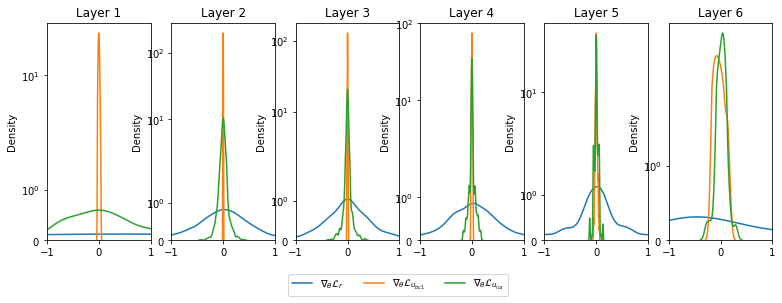 Layer 1 Layer 2 Layer 3 Layer 4 Layer 5 Layer 6
Density Density Density Density Density Density
10¹ 10⁰ 0
10² 10¹ 10⁰ 0
10² 10¹ 10⁰ 0
10² 10¹ 10⁰ 0
10¹ 10⁰ 0
10⁰ 0
−1 0 1 −1 0 1 −1 0 1 −1 0 1 −1 0 1 −1 0 1
∇θℒr ∇θℒubc1 ∇θℒuics